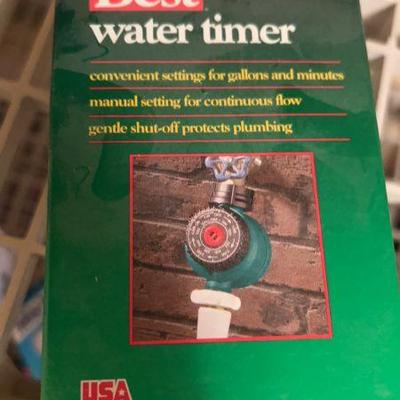 Best
water timer
convenient settings for gallons and minutes
manual setting for continuous flow
gentle shut-off protects plumbing
USA